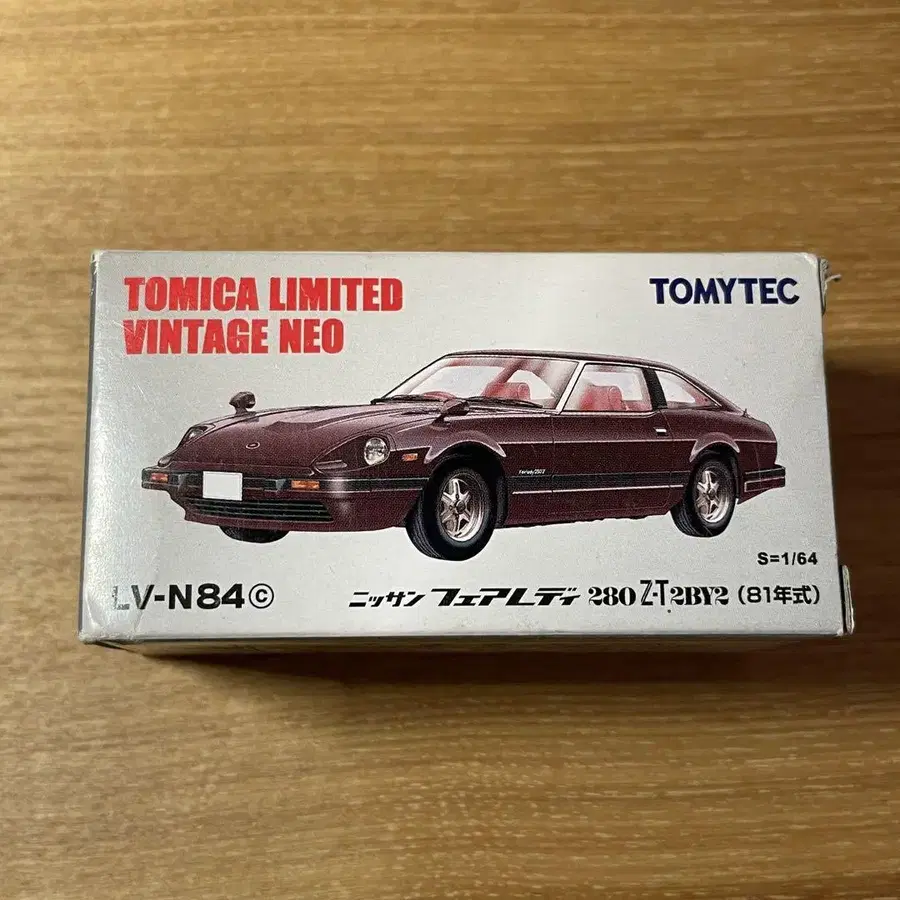 TOMICA LIMITED
VINTAGE NEO
TOMYTEC
S=1/64
LV-N84ⓒ
ニッサン フェアレディ 280 Z-T 2BY2 (81年式)